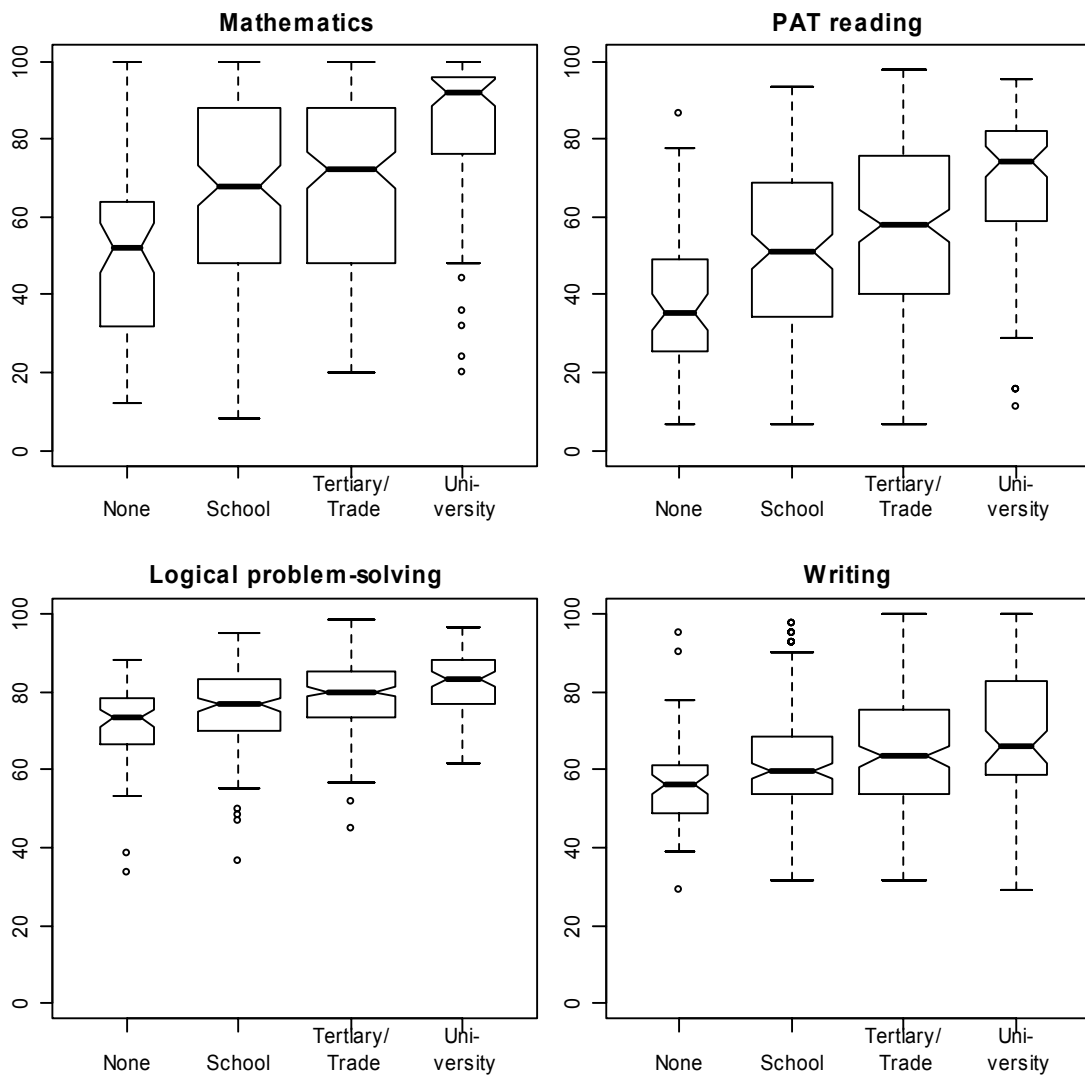 Mathematics
100
80
60
40
20
0
None
School
Tertiary/
Trade
Uni-
versity
PAT reading
100
80
60
40
20
0
None
School
Tertiary/
Trade
Uni-
versity
Logical problem-solving
100
80
60
40
20
0
None
School
Tertiary/
Trade
Uni-
versity
Writing
100
80
60
40
20
0
None
School
Tertiary/
Trade
Uni-
versity